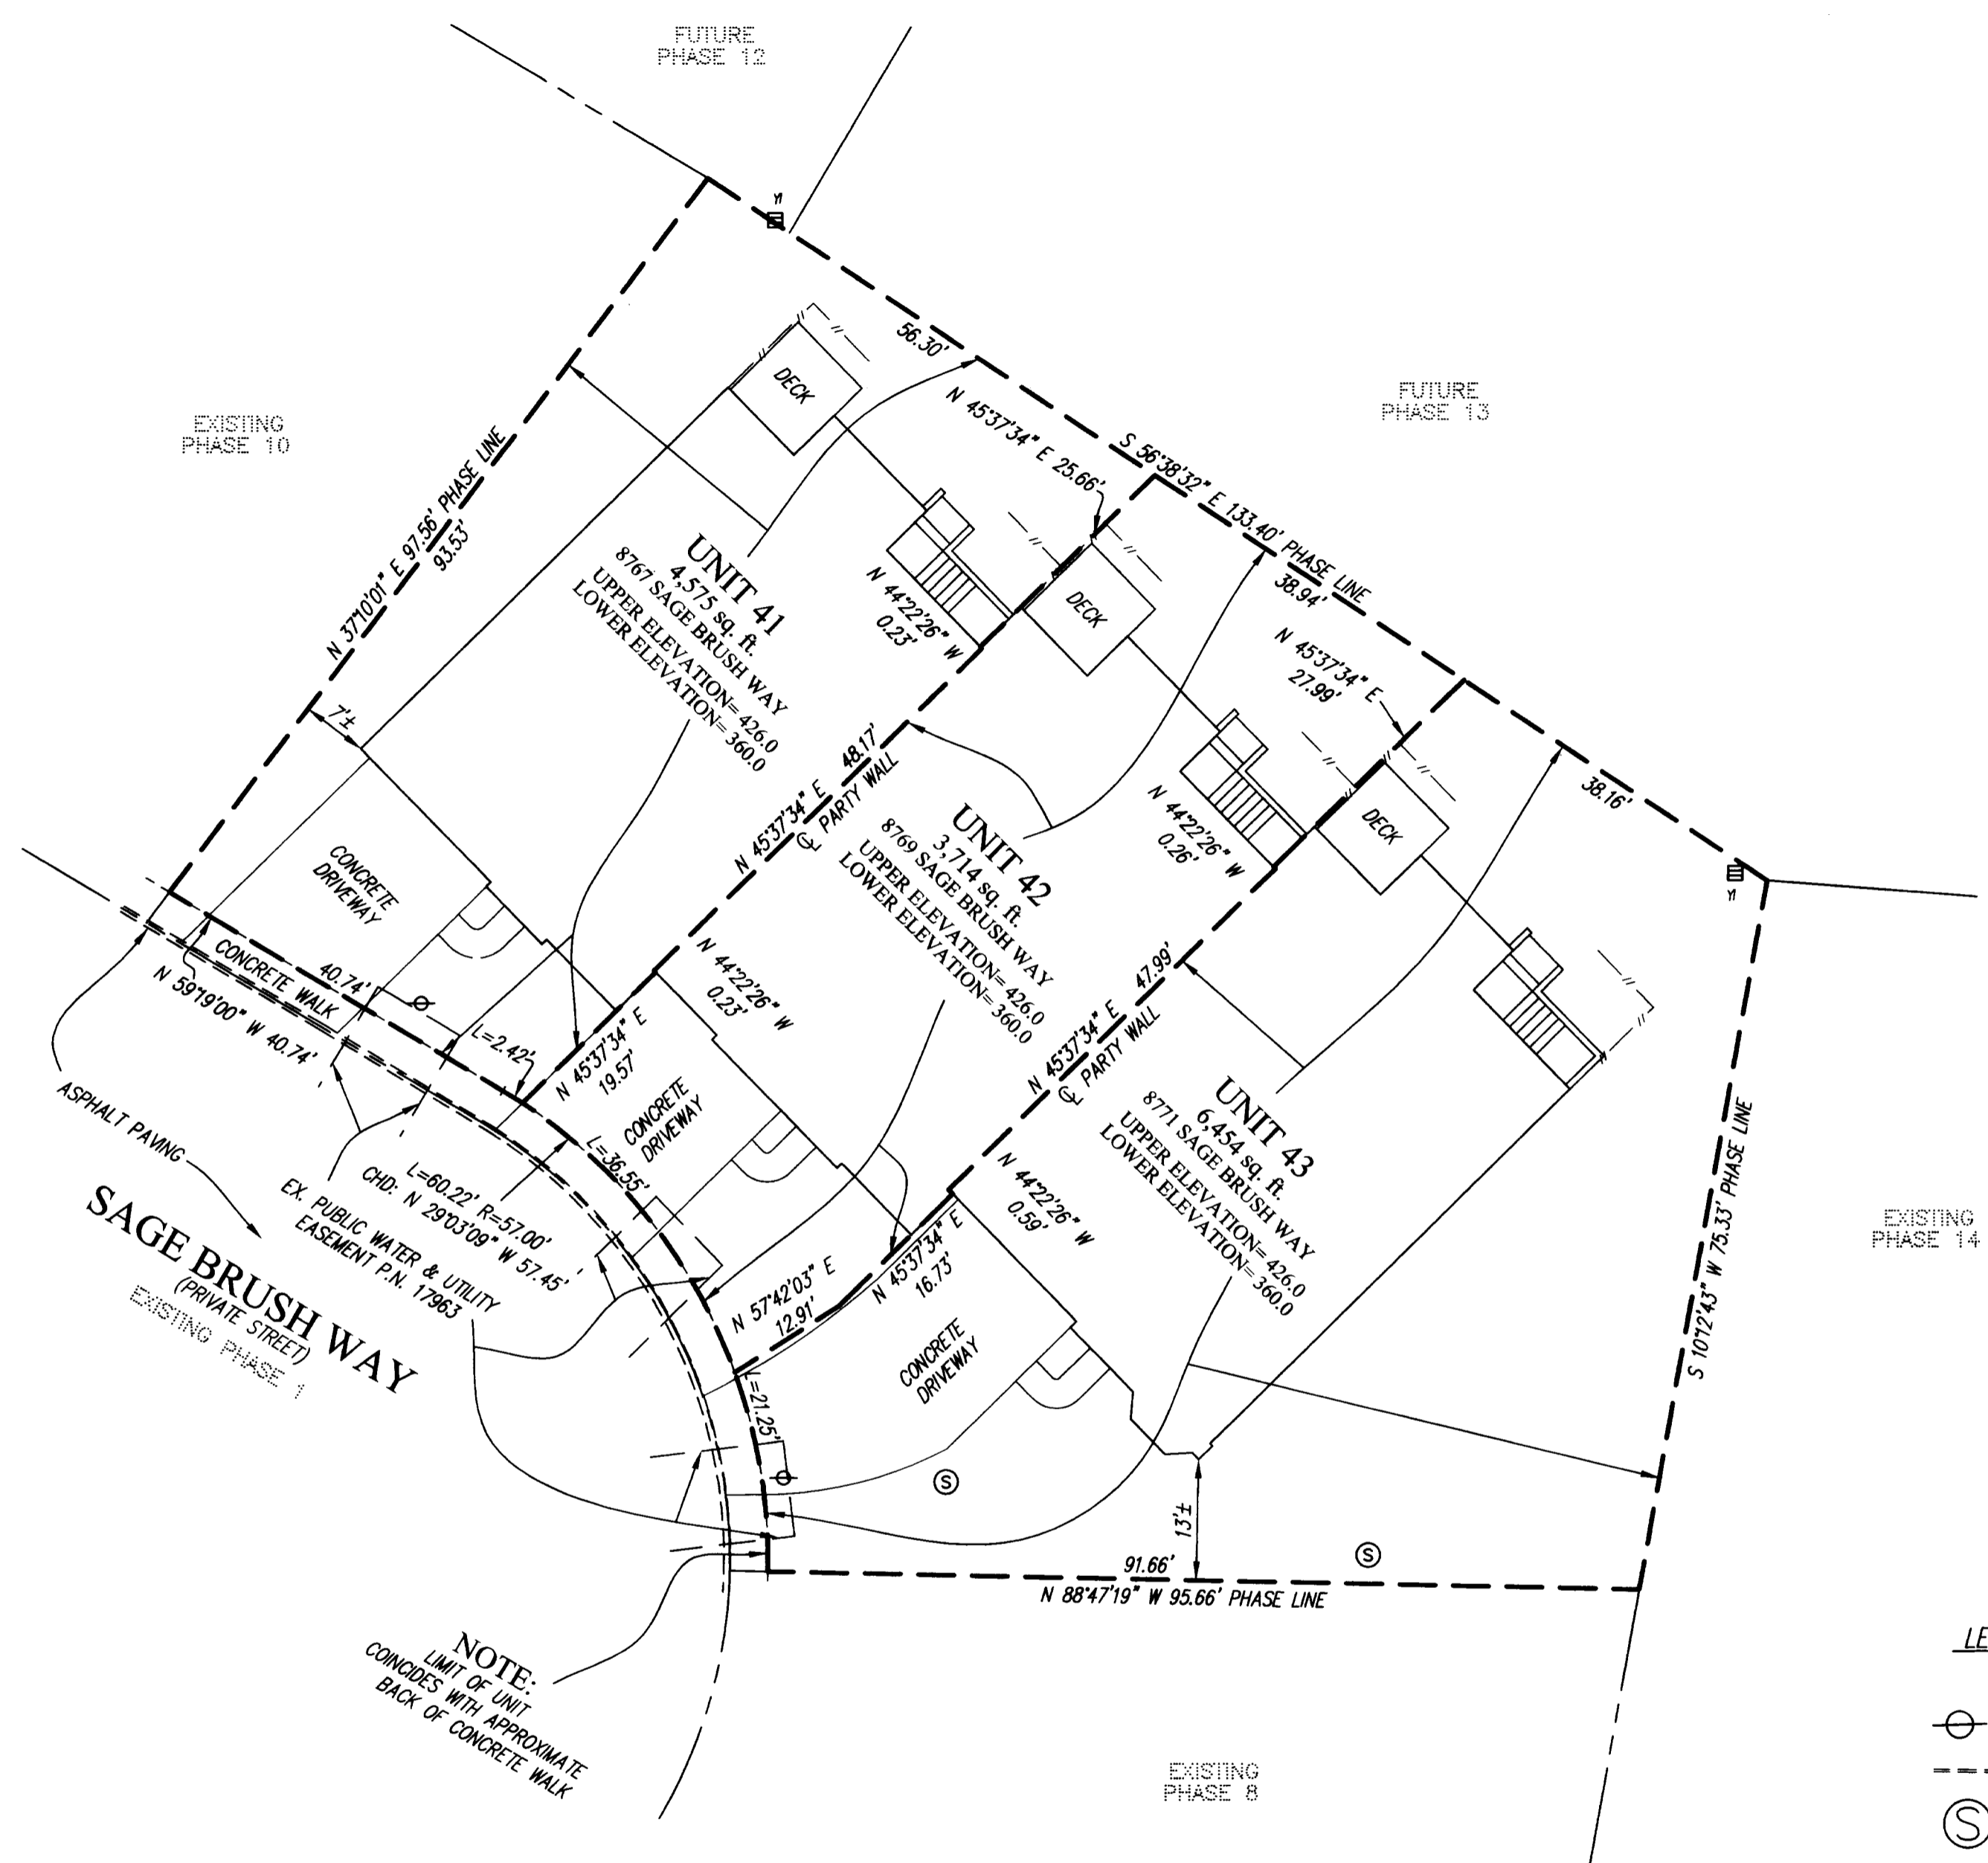 FUTURE
PHASE 12
EXISTING
PHASE 10
FUTURE
PHASE 13
56.30'
DECK
N 45°37'34" E 25.66'
S 56°38'32" E 133.40' PHASE LINE
38.94'
N 37°10'01" E 97.56' PHASE LINE
93.53'
UNIT 41
4,575 sq. ft.
8767 SAGE BRUSH WAY
UPPER ELEVATION= 426.0
LOWER ELEVATION= 360.0
N 44°22'26" W
0.23'
DECK
N 45°37'34" E
27.99'
7'±
38.16'
N 45°37'34" E 48.17'
℄ PARTY WALL
UNIT 42
3,714 sq. ft.
8769 SAGE BRUSH WAY
UPPER ELEVATION= 426.0
LOWER ELEVATION= 360.0
N 44°22'26" W
0.26'
DECK
CONCRETE
DRIVEWAY
CONCRETE WALK
40.74'
N 59°19'00" W 40.74'
L=2.42'
N 44°22'26" W
0.23'
N 45°37'34" E
19.57'
N 45°37'34" E 47.99'
℄ PARTY WALL
UNIT 43
6,454 sq. ft.
8771 SAGE BRUSH WAY
UPPER ELEVATION= 426.0
LOWER ELEVATION= 360.0
ASPHALT PAVING
CONCRETE
DRIVEWAY
L=36.55'
L=60.22' R=57.00'
CHD: N 29°03'09" W 57.45'
EX. PUBLIC WATER & UTILITY
EASEMENT P.N. 17963
SAGE BRUSH WAY
(PRIVATE STREET)
EXISTING PHASE 1
N 44°22'26" W
0.59'
N 45°37'34" E
16.73'
N 57°42'03" E
12.91'
CONCRETE
DRIVEWAY
L=21.25'
S 10°12'43" W 75.33' PHASE LINE
EXISTING
PHASE 14
S
13'±
S
91.66'
N 88°47'19" W 95.66' PHASE LINE
NOTE:
LIMIT OF UNIT
COINCIDES WITH APPROXIMATE
BACK OF CONCRETE WALK
EXISTING
PHASE 8
LE
S